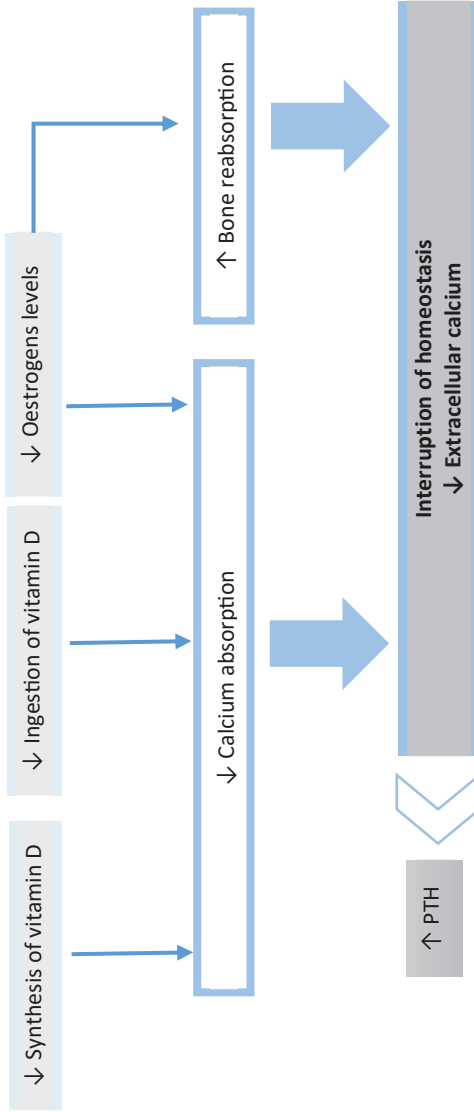 ↓ Synthesis of vitamin D
↓ Ingestion of vitamin D
↓ Oestrogens levels
↓ Calcium absorption
↑ Bone reabsorption
↑ PTH
Interruption of homeostasis
↓ Extracellular calcium